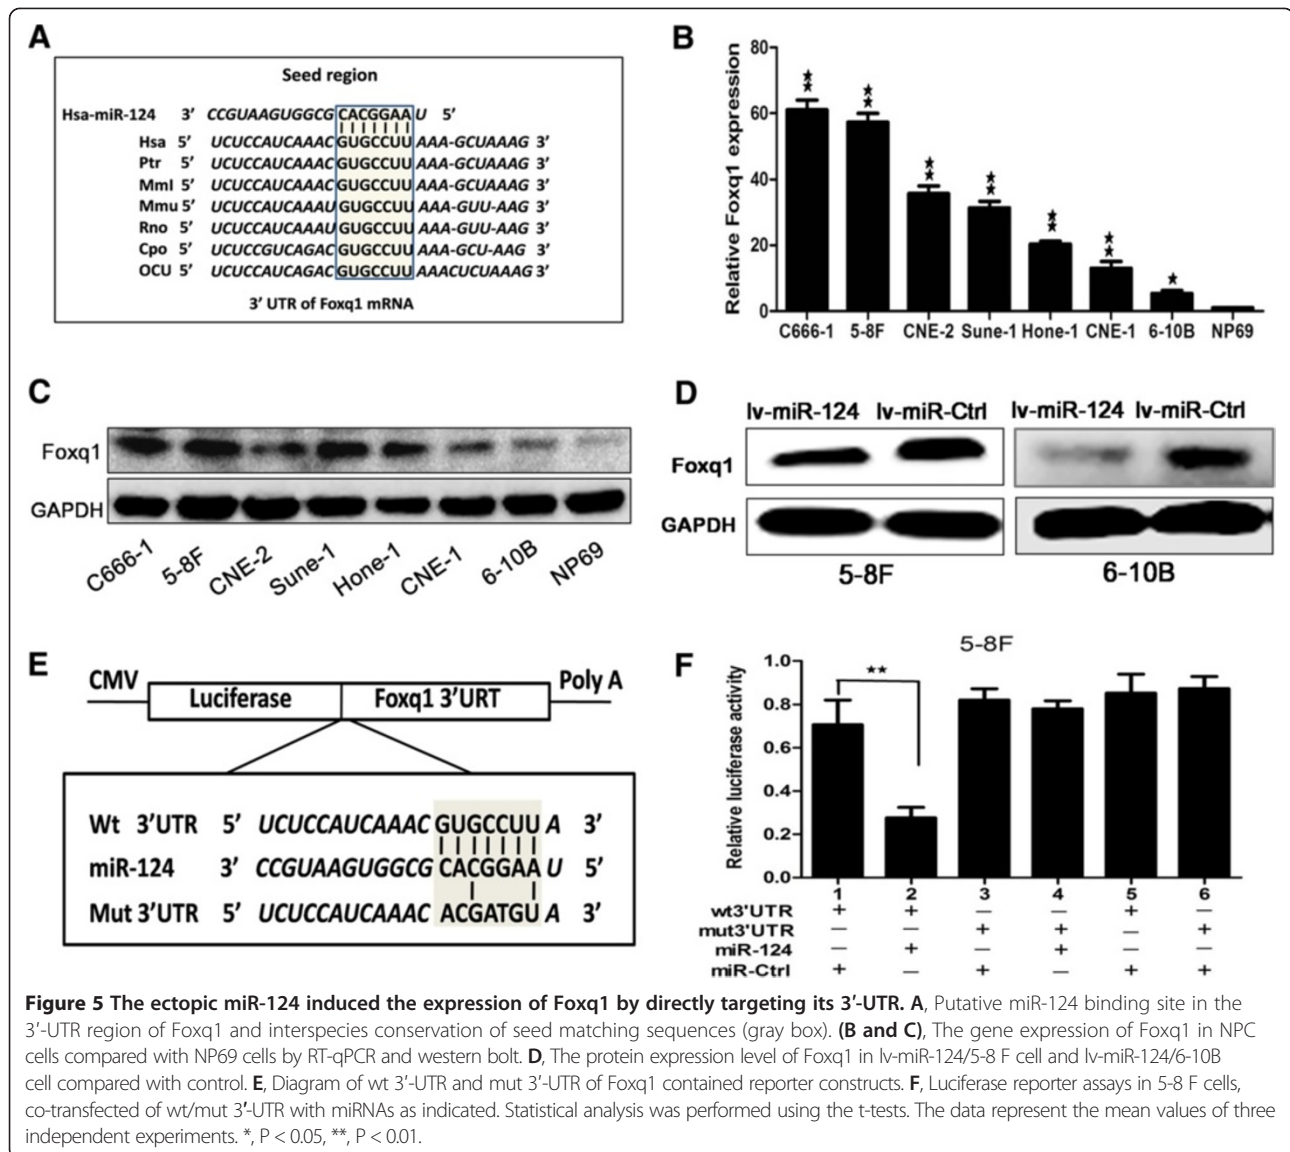 A
Seed region
Hsa-miR-124 3' CCGUAAGUGGCG CACGGAA U 5'
Hsa 5' UCUCCAUCAAAC GUGCCUU AAA-GCUAAAG 3'
Ptr 5' UCUCCAUCAAAC GUGCCUU AAA-GCUAAAG 3'
Mml 5' UCUCCAUCAAAC GUGCCUU AAA-GCUAAAG 3'
Mmu 5' UCUCCAUCAAAU GUGCCUU AAA-GUU-AAG 3'
Rno 5' UCUCCAUCAAAU GUGCCUU AAA-GUU-AAG 3'
Cpo 5' UCUCCGUCAGAC GUGCCUU AAA-GCU-AAG 3'
OCU 5' UCUCCAUCAGAC GUGCCUU AAACUCUAAAG 3'
3' UTR of Foxq1 mRNA
B
Relative Foxq1 expression
80
60
40
20
0
C666-1 5-8F CNE-2 Sune-1 Hone-1 CNE-1 6-10B NP69
C
Foxq1
GAPDH
C666-1 5-8F CNE-2 Sune-1 Hone-1 CNE-1 6-10B NP69
D
lv-miR-124 lv-miR-Ctrl lv-miR-124 lv-miR-Ctrl
Foxq1
GAPDH
5-8F 6-10B
E
CMV Luciferase Foxq1 3'URT Poly A
Wt 3'UTR 5' UCUCCAUCAAAC GUGCCUU A 3'
miR-124 3' CCGUAAGUGGCG CACGGAA U 5'
Mut 3'UTR 5' UCUCCAUCAAAC ACGATGU A 3'
F
5-8F
Relative luciferase activity
1.0
0.8
0.6
0.4
0.2
0.0
**
1 2 3 4 5 6
wt3'UTR + + — — + —
mut3'UTR — — + + — +
miR-124 — + — + — —
miR-Ctrl + — + — + +
Figure 5 The ectopic miR-124 induced the expression of Foxq1 by directly targeting its 3'-UTR. A, Putative miR-124 binding site in the
3'-UTR region of Foxq1 and interspecies conservation of seed matching sequences (gray box). (B and C), The gene expression of Foxq1 in NPC
cells compared with NP69 cells by RT-qPCR and western bolt. D, The protein expression level of Foxq1 in lv-miR-124/5-8 F cell and lv-miR-124/6-10B
cell compared with control. E, Diagram of wt 3'-UTR and mut 3'-UTR of Foxq1 contained reporter constructs. F, Luciferase reporter assays in 5-8 F cells,
co-transfected of wt/mut 3'-UTR with miRNAs as indicated. Statistical analysis was performed using the t-tests. The data represent the mean values of three
independent experiments. *, P < 0.05, **, P < 0.01.